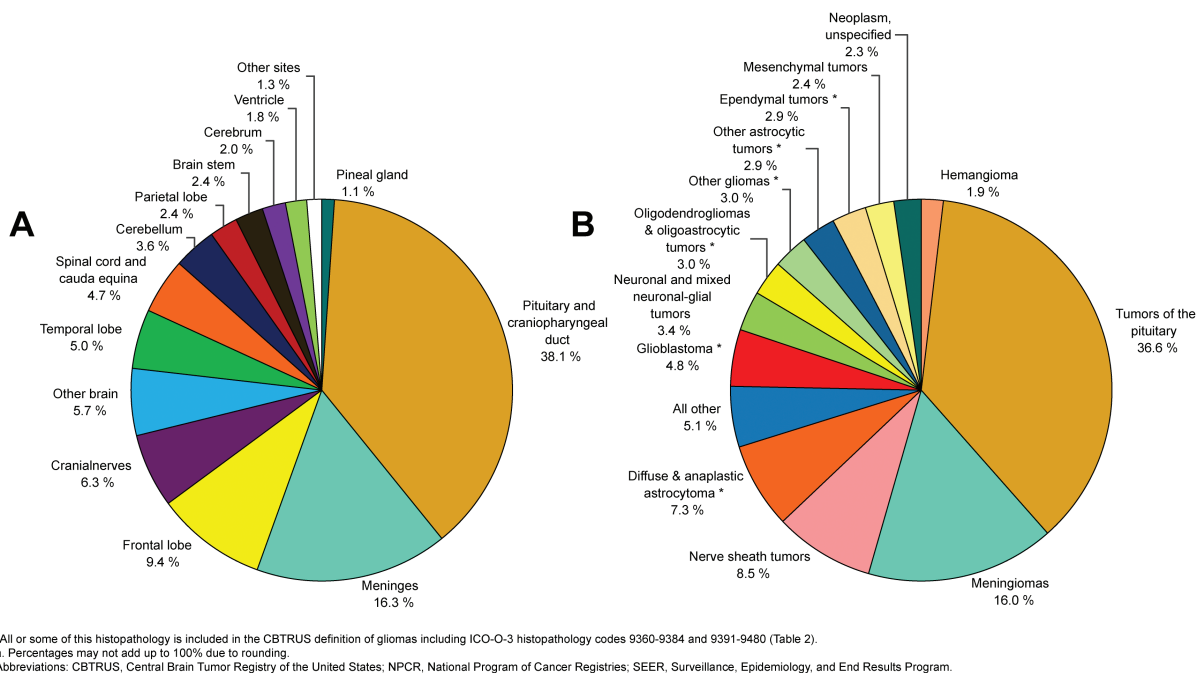 A
Other sites
1.3 %
Ventricle
1.8 %
Cerebrum
2.0 %
Brain stem
2.4 %
Parietal lobe
2.4 %
Cerebellum
3.6 %
Spinal cord and
cauda equina
4.7 %
Temporal lobe
5.0 %
Other brain
5.7 %
Cranialnerves
6.3 %
Frontal lobe
9.4 %
Meninges
16.3 %
Pituitary and
craniopharyngeal
duct
38.1 %
Pineal gland
1.1 %
B
Neoplasm,
unspecified
2.3 %
Mesenchymal tumors
2.4 %
Ependymal tumors *
2.9 %
Other astrocytic
tumors *
2.9 %
Other gliomas *
3.0 %
Oligodendrogliomas
& oligoastrocytic
tumors *
3.0 %
Neuronal and mixed
neuronal-glial
tumors
3.4 %
Glioblastoma *
4.8 %
All other
5.1 %
Diffuse & anaplastic
astrocytoma *
7.3 %
Nerve sheath tumors
8.5 %
Meningiomas
16.0 %
Tumors of the
pituitary
36.6 %
Hemangioma
1.9 %
All or some of this histopathology is included in the CBTRUS definition of gliomas including ICO-O-3 histopathology codes 9360-9384 and 9391-9480 (Table 2).
. Percentages may not add up to 100% due to rounding.
Abbreviations: CBTRUS, Central Brain Tumor Registry of the United States; NPCR, National Program of Cancer Registries; SEER, Surveillance, Epidemiology, and End Results Program.